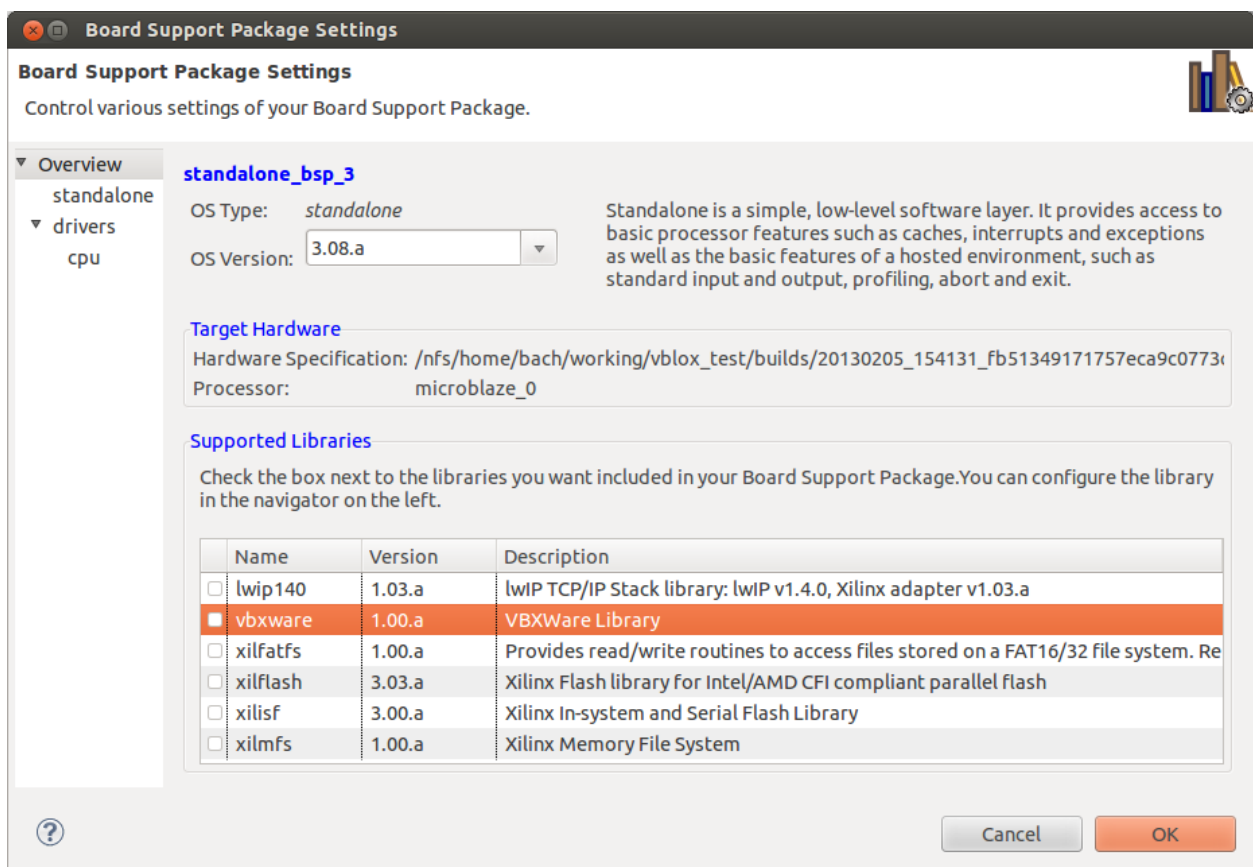 Board Support Package Settings
Board Support Package Settings
Control various settings of your Board Support Package.
Overview
standalone
drivers
cpu
standalone_bsp_3
OS Type: standalone
OS Version: 3.08.a
Standalone is a simple, low-level software layer. It provides access to
basic processor features such as caches, interrupts and exceptions
as well as the basic features of a hosted environment, such as
standard input and output, profiling, abort and exit.
Target Hardware
Hardware Specification: /nfs/home/bach/working/vblox_test/builds/20130205_154131_fb51349171757eca9c0773
Processor: microblaze_0
Supported Libraries
Check the box next to the libraries you want included in your Board Support Package.You can configure the library
in the navigator on the left.
Name Version Description
lwip140 1.03.a lwIP TCP/IP Stack library: lwIP v1.4.0, Xilinx adapter v1.03.a
vbxware 1.00.a VBXWare Library
xilfatfs 1.00.a Provides read/write routines to access files stored on a FAT16/32 file system. Re
xilflash 3.03.a Xilinx Flash library for Intel/AMD CFI compliant parallel flash
xilisf 3.00.a Xilinx In-system and Serial Flash Library
xilmfs 1.00.a Xilinx Memory File System
?
Cancel OK